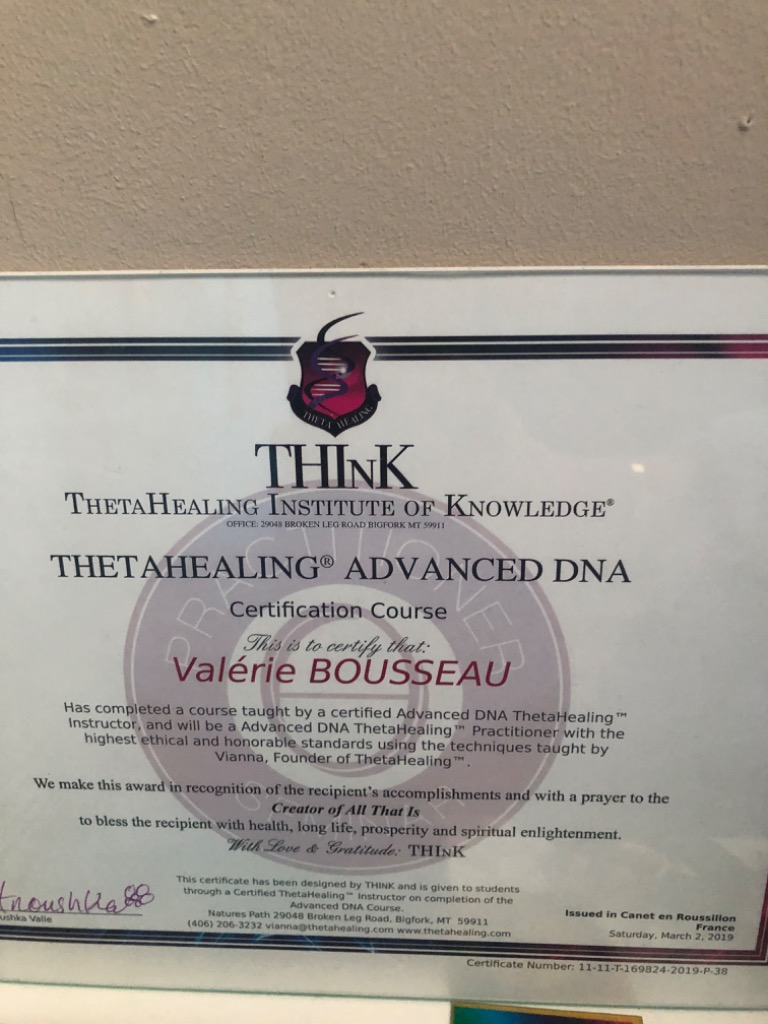 THETA HEALING
THInK
ThetaHealing Institute of Knowledge®
OFFICE: 29048 BROKEN LEG ROAD BIGFORK MT 59911
THETAHEALING® ADVANCED DNA
Certification Course
This is to certify that:
Valérie BOUSSEAU
Has completed a course taught by a certified Advanced DNA ThetaHealing™
Instructor, and will be a Advanced DNA ThetaHealing™ Practitioner with the
highest ethical and honorable standards using the techniques taught by
Vianna, Founder of ThetaHealing™.
We make this award in recognition of the recipient's accomplishments and with a prayer to the
Creator of All That Is
to bless the recipient with health, long life, prosperity and spiritual enlightenment.
With Love & Gratitude: THInK
PRACTITIONER
This certificate has been designed by THINK and is given to students
through a Certified ThetaHealing™ Instructor on completion of the
Advanced DNA Course.
Natures Path 29048 Broken Leg Road, Bigfork, MT 59911
(406) 206-3232 vianna@thetahealing.com www.thetahealing.com
noushka
ushka Valie
Issued in Canet en Roussillon
France
Saturday, March 2, 2019
Certificate Number: 11-11-T-169824-2019-P-38